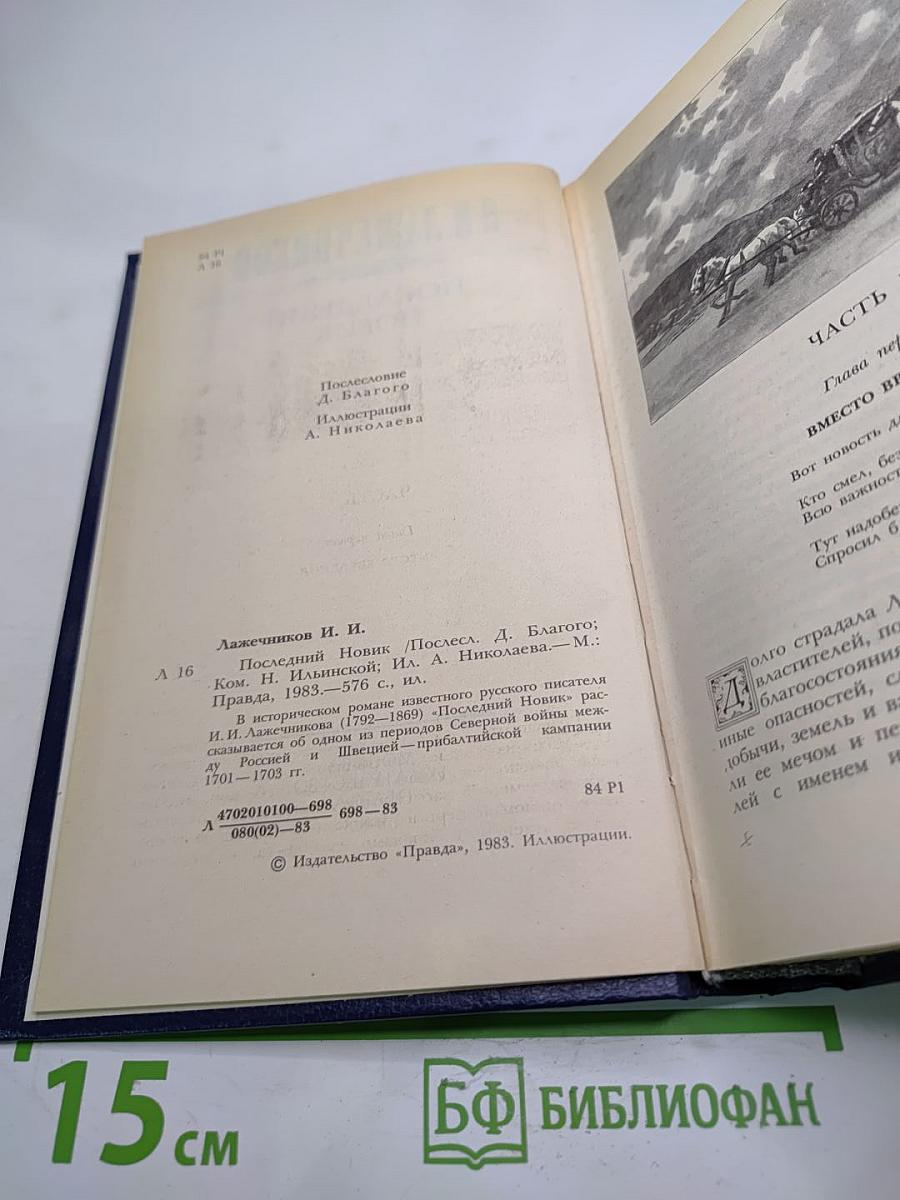 84 Р1
Л 16
Послесловие
Д. Благого
Иллюстрации
А. Николаева
Лажечников И. И.
Л 16 Последний Новик /Послесл. Д. Благого;
Ком. Н. Ильинской; Ил. А. Николаева.— М.:
Правда, 1983.—576 с., ил.
В историческом романе известного русского писателя
И. И. Лажечникова (1792—1869) «Последний Новик» рас-
сказывается об одном из периодов Северной войны меж-
ду Россией и Швецией—прибалтийской кампании
1701—1703 гг.
Л 4702010100—698 698—83
080(02)—83
84 Р1
© Издательство «Правда», 1983. Иллюстрации.
ЧАСТЬ
Глава пер
ВМЕСТО ВВ
Вот новость дл
Кто смел, без
Всю важност
Тут надобе
Спросил б
Долго страдала Л
властителей, по
благосостояния
иные опасностей, сл
добычи, земель и в
ли ее мечом и пе
лей с именем и
15 см
БФ БИБЛИОФАН